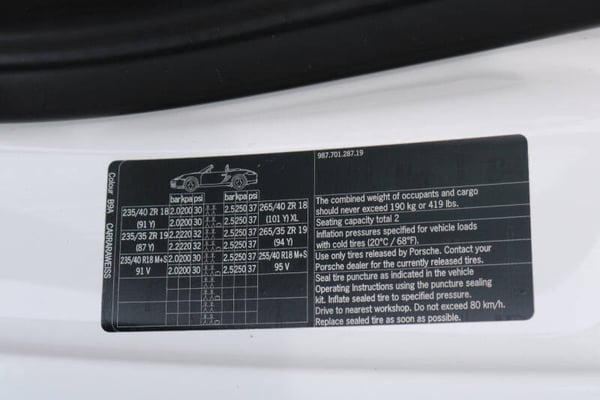 Colour B9A CARRARAWEISS
987.701.287.19
bar kpa psi bar kpa psi
235/40 ZR 18 2.0 200 30 2.5 250 37 265/40 ZR 18
(91 Y) 2.0 200 30 2.5 250 37 (101 Y) XL
235/35 ZR 19 2.2 220 32 2.5 250 37 265/35 ZR 19
(87 Y) 2.2 220 32 2.5 250 37 (94 Y)
235/40 R18 M+S 2.0 200 30 2.5 250 37 255/40 R18 M+S
91 V 2.0 200 30 2.5 250 37 95 V
The combined weight of occupants and cargo
should never exceed 190 kg or 419 lbs.
Seating capacity total 2
Inflation pressures specified for vehicle loads
with cold tires (20°C / 68°F).
Use only tires released by Porsche. Contact your
Porsche dealer for the currently released tires.
Seal tire puncture as indicated in the vehicle
Operating Instructions using the puncture sealing
kit. Inflate sealed tire to specified pressure.
Drive to nearest workshop. Do not exceed 80 km/h.
Replace sealed tire as soon as possible.